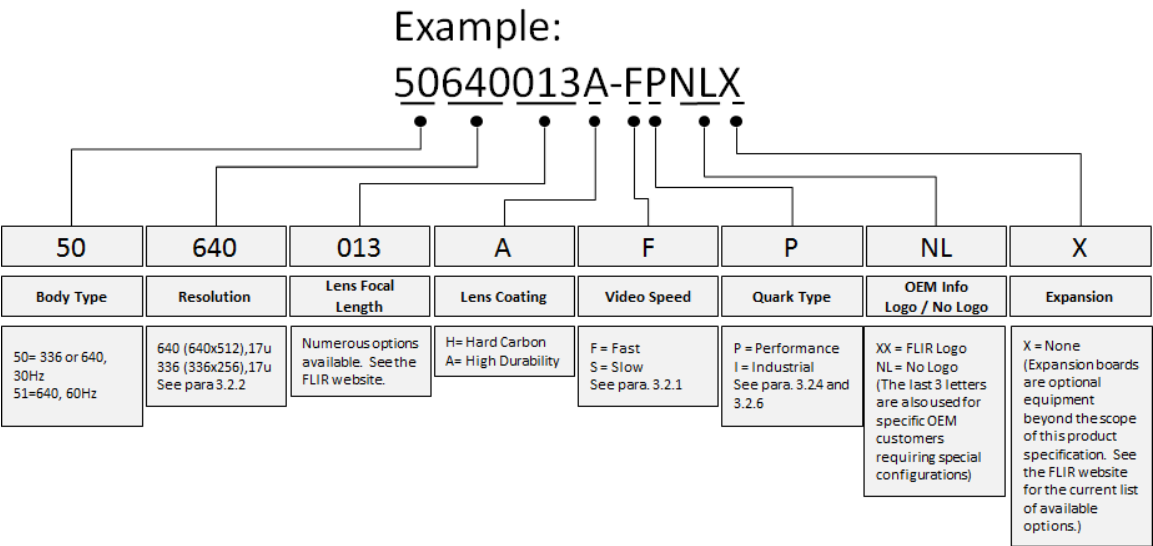 Example:
50640013A-FPNLX
50
640
013
A
F
P
NL
X
Body Type
Resolution
Lens Focal
Length
Lens Coating
Video Speed
Quark Type
OEM Info
Logo / No Logo
Expansion
50= 336 or 640,
30Hz
51=640, 60Hz
640 (640x512),17u
336 (336x256),17u
See para 3.2.2
Numerous options
available. See the
FLIR website.
H= Hard Carbon
A= High Durability
F = Fast
S = Slow
See para. 3.2.1
P = Performance
I = Industrial
See para. 3.2.4 and
3.2.6
XX = FLIR Logo
NL = No Logo
(The last 3 letters
are also used for
specific OEM
customers
requiring special
configurations)
X = None
(Expansion boards
are optional
equipment
beyond the scope
of this product
specification. See
the FLIR website
for the current list
of available
options.)